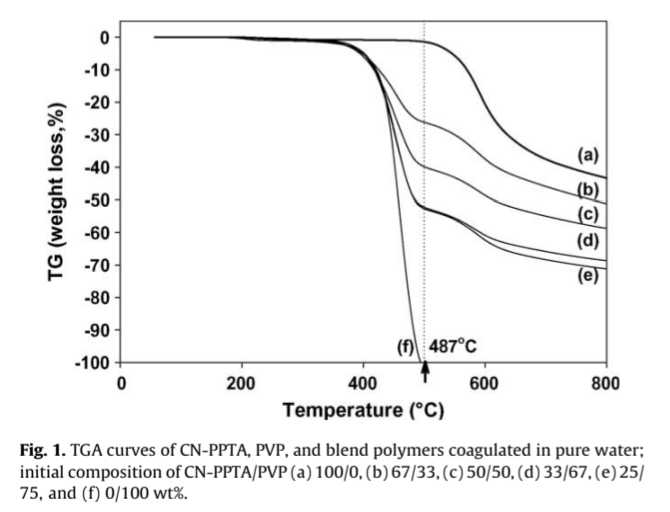 0
-10
-20
-30
-40
-50
-60
-70
-80
-90
-100
TG (weight loss,%)
(a)
(b)
(c)
(d)
(e)
(f) 487°C
0 200 400 600 800
Temperature (°C)
Fig. 1. TGA curves of CN-PPTA, PVP, and blend polymers coagulated in pure water;
initial composition of CN-PPTA/PVP (a) 100/0, (b) 67/33, (c) 50/50, (d) 33/67, (e) 25/
75, and (f) 0/100 wt%.